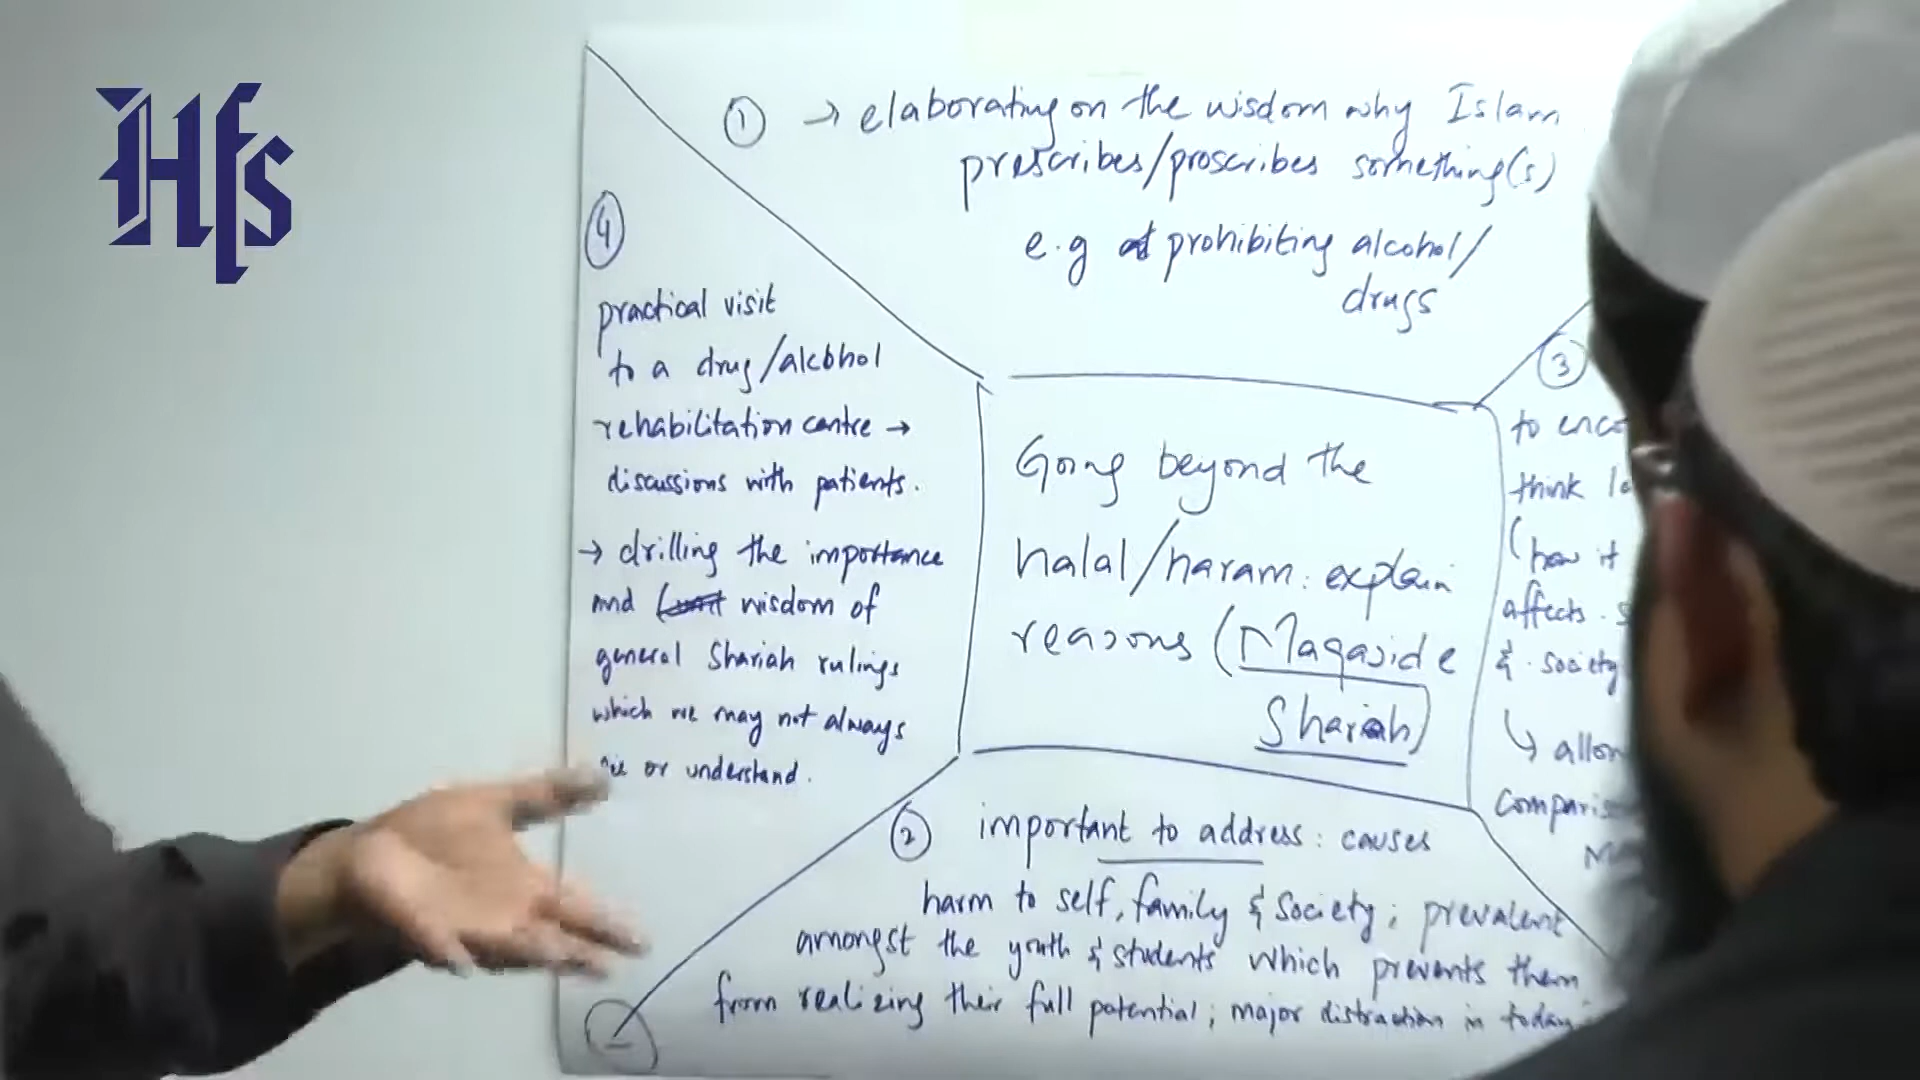 Hfs
① → elaborating on the wisdom why Islam
prescribes/proscribes something(s)
e.g prohibiting alcohol/
drugs
④
practical visit
to a drug/alcohol
rehabilitation centre →
discussions with patients.
→ drilling the importance
and wisdom of
general Shariah rulings
which we may not always
or understand.
Going beyond the
halal/haram: explain
reasons (Maqaside
Shariah)
③
to
think
(how it
affects
& society
↳
② important to address: causes
harm to self, family & society; prevalent
amongst the youth & students which prevents them
from realizing their full potential; major distraction in today